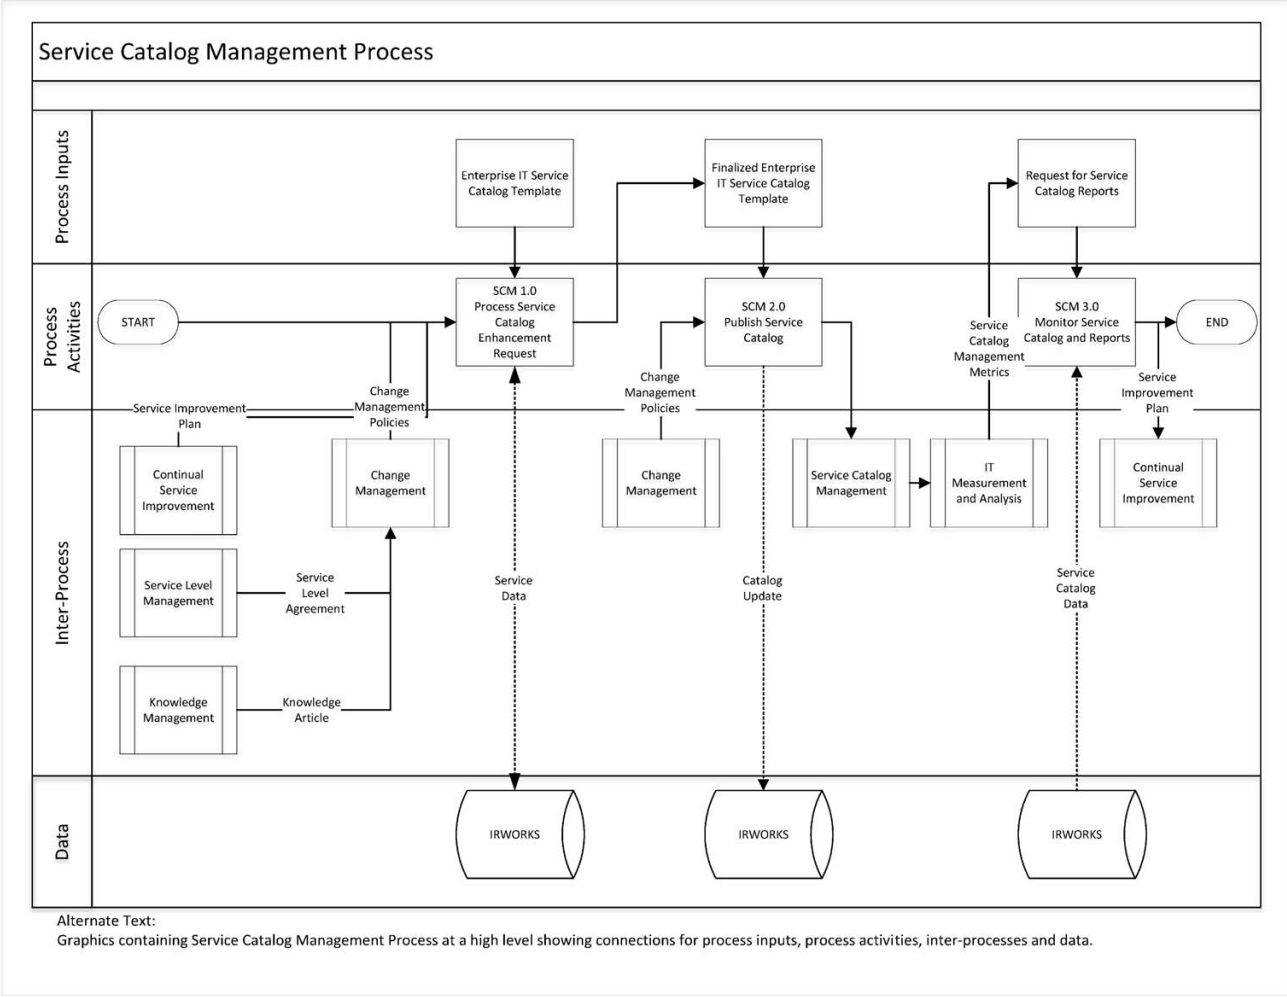 Service Catalog Management Process
Process Inputs
Enterprise IT Service
Catalog Template
Finalized Enterprise
IT Service Catalog
Template
Request for Service
Catalog Reports
Process
Activities
START
SCM 1.0
Process Service
Catalog
Enhancement
Request
SCM 2.0
Publish Service
Catalog
SCM 3.0
Monitor Service
Catalog and Reports
END
Service
Catalog
Management
Metrics
Change
Management
Policies
Change
Management
Policies
Service
Improvement
Plan
Service Improvement
Plan
Inter-Process
Continual
Service
Improvement
Change
Management
Change
Management
Service Catalog
Management
IT
Measurement
and Analysis
Continual
Service
Improvement
Service Level
Management
Service
Level
Agreement
Service
Data
Catalog
Update
Service
Catalog
Data
Knowledge
Management
Knowledge
Article
Data
IRWORKS
IRWORKS
IRWORKS
Alternate Text:
Graphics containing Service Catalog Management Process at a high level showing connections for process inputs, process activities, inter-processes and data.